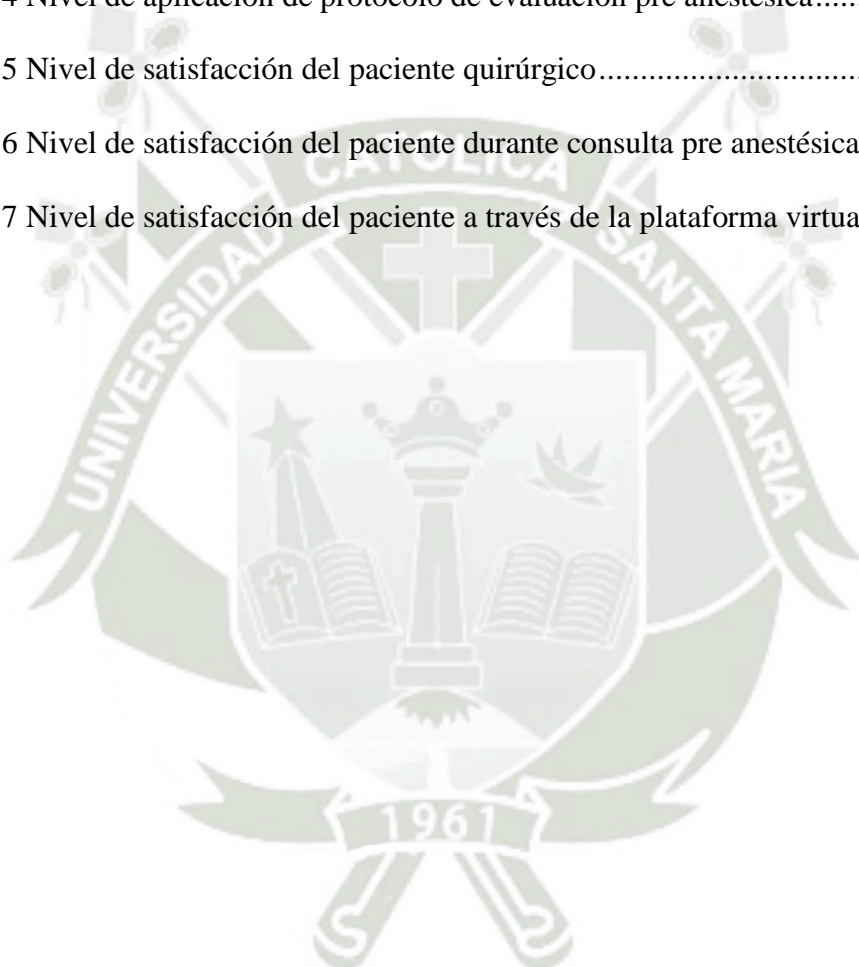 4 Nivel de aplicación de protocolo de evaluación pre anestésica......
5 Nivel de satisfacción del paciente quirúrgico...............................
6 Nivel de satisfacción del paciente durante consulta pre anestésica
7 Nivel de satisfacción del paciente a través de la plataforma virtua
UNIVERSIDAD CATOLICA SANTA MARIA
1961